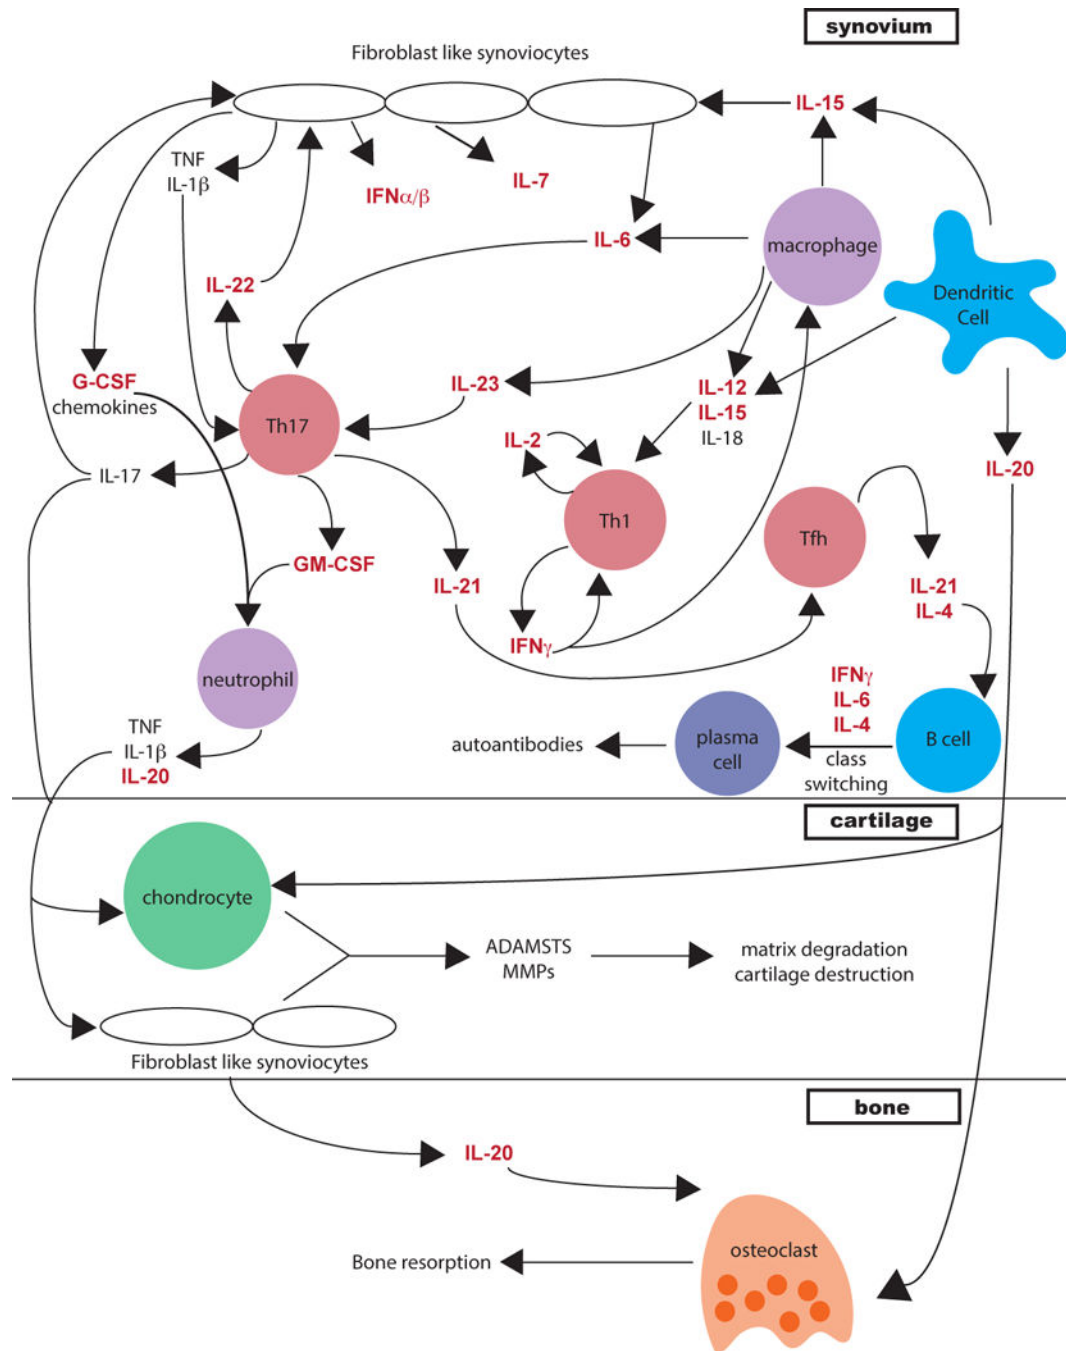 synovium
Fibroblast like synoviocytes
IL-15
TNF
IL-1β
IFNα/β
IL-7
IL-6
macrophage
Dendritic
Cell
IL-22
G-CSF
chemokines
IL-23
IL-12
IL-15
IL-18
Th17
IL-2
IL-17
IL-20
Th1
Tfh
GM-CSF
IL-21
IL-21
IL-4
IFNγ
neutrophil
IFNγ
IL-6
IL-4
TNF
IL-1β
IL-20
autoantibodies
plasma
cell
class
switching
B cell
cartilage
chondrocyte
ADAMSTS
MMPs
matrix degradation
cartilage destruction
Fibroblast like synoviocytes
bone
IL-20
osteoclast
Bone resorption